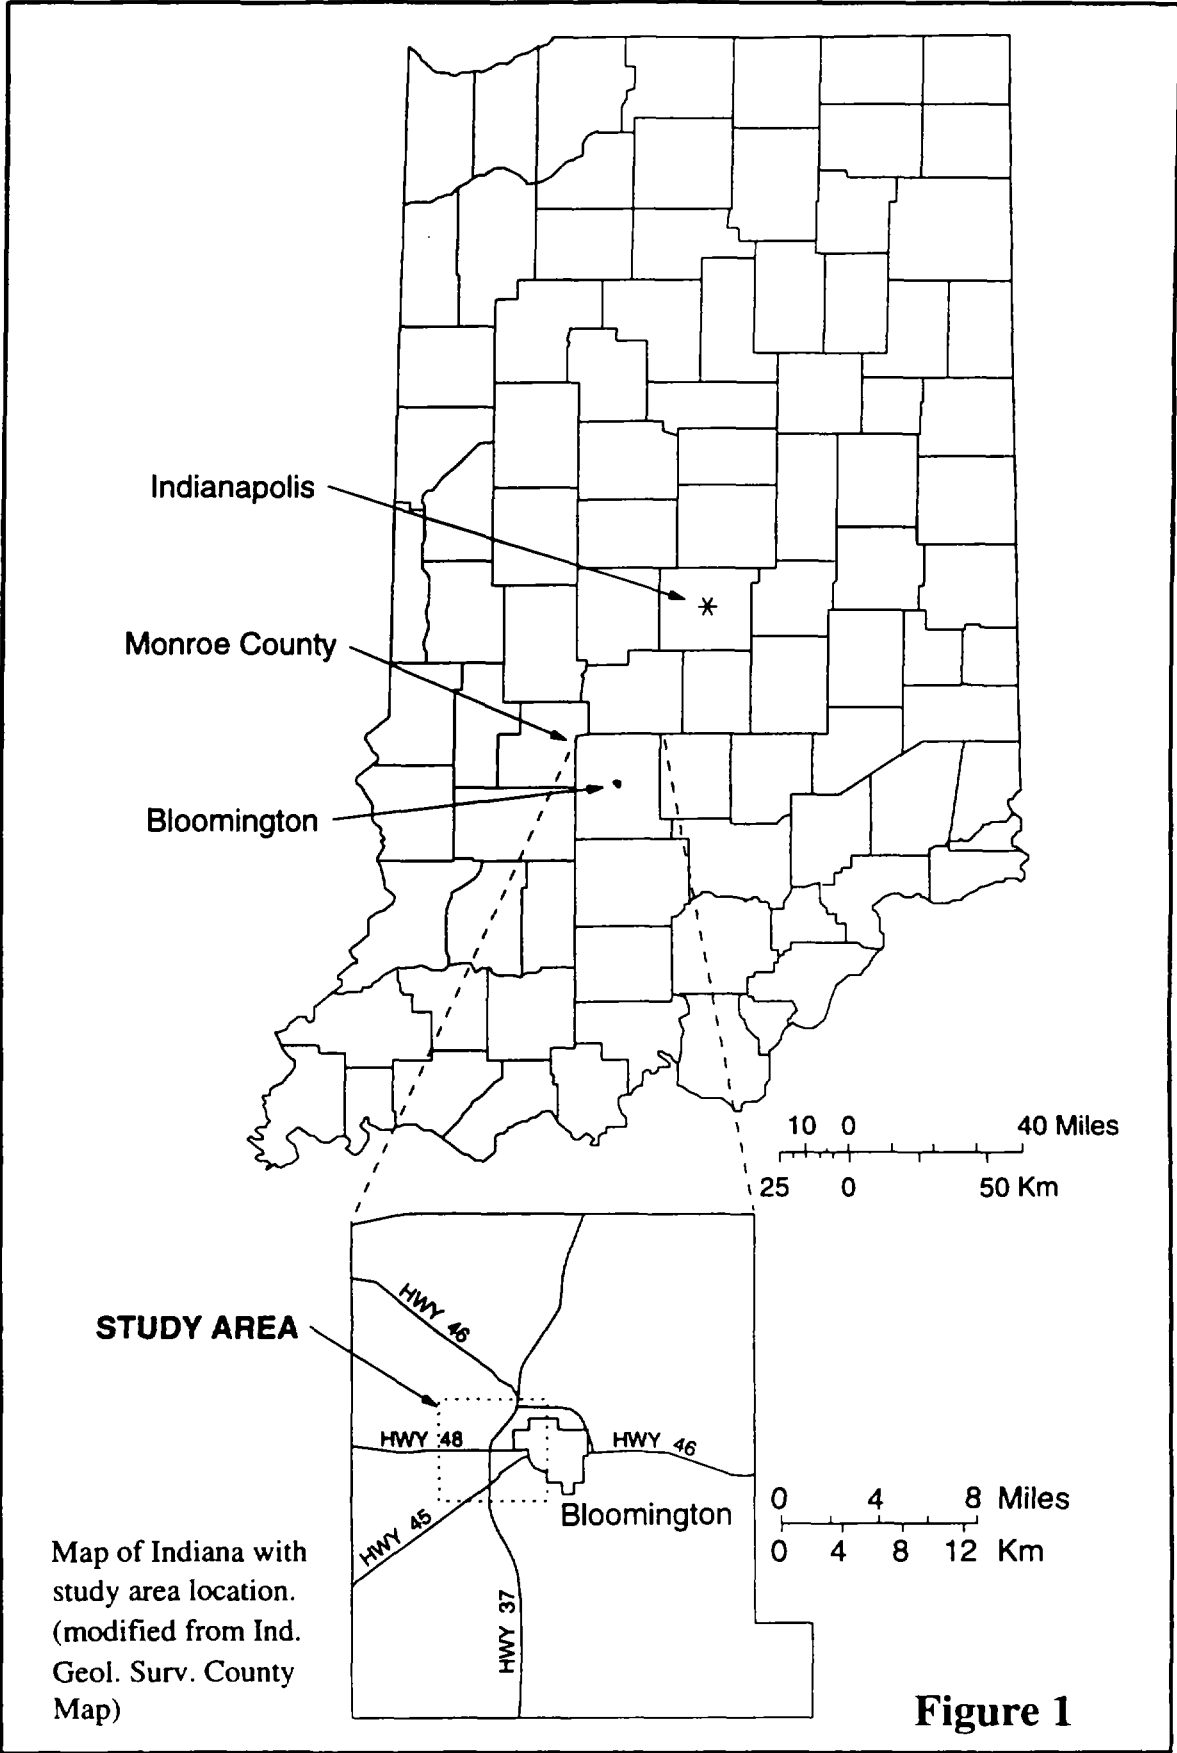 Indianapolis
Monroe County
Bloomington
10 0 40 Miles
25 0 50 Km
HWY 46
STUDY AREA
HWY 48
HWY 46
Bloomington
HWY 45
HWY 37
0 4 8 Miles
0 4 8 12 Km
Map of Indiana with
study area location.
(modified from Ind.
Geol. Surv. County
Map)
Figure 1